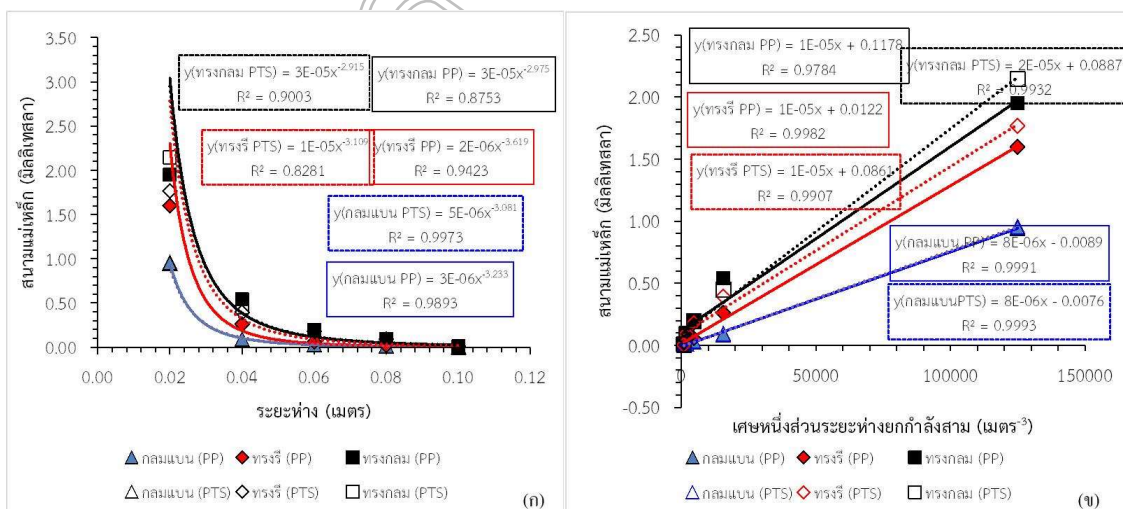 3.50
3.00
2.50
2.00
1.50
1.00
0.50
0.00
0.00 0.02 0.04 0.06 0.08 0.10 0.12
สนามแม่เหล็ก (มิลลิเทสลา)
ระยะห่าง (เมตร)
y(ทรงกลม PTS) = 3E-05x-2.915
R² = 0.9003
y(ทรงกลม PP) = 3E-05x-2.975
R² = 0.8753
y(ทรงรี PTS) = 1E-05x-3.109
R² = 0.8281
y(ทรงรี PP) = 2E-06x-3.619
R² = 0.9423
y(กลมแบน PTS) = 5E-06x-3.081
R² = 0.9973
y(กลมแบน PP) = 3E-06x-3.233
R² = 0.9893
กลมแบน (PP) ทรงรี (PP) ทรงกลม (PP)
กลมแบน (PTS) ทรงรี (PTS) ทรงกลม (PTS)
(ก)
2.50
2.00
1.50
1.00
0.50
0.00
-0.50
0 50000 100000 150000
สนามแม่เหล็ก (มิลลิเทสลา)
เศษหนึ่งส่วนระยะห่างยกกำลังสาม (เมตร-3)
y(ทรงกลม PP) = 1E-05x + 0.1178
R² = 0.9784
y(ทรงกลม PTS) = 2E-05x + 0.0887
R² = 0.9932
y(ทรงรี PP) = 1E-05x + 0.0122
R² = 0.9982
y(ทรงรี PTS) = 1E-05x + 0.0861
R² = 0.9907
y(กลมแบน PP) = 8E-06x - 0.0089
R² = 0.9991
y(กลมแบนPTS) = 8E-06x - 0.0076
R² = 0.9993
กลมแบน (PP) ทรงรี (PP) ทรงกลม (PP)
กลมแบน (PTS) ทรงรี (PTS) ทรงกลม (PTS)
(ข)